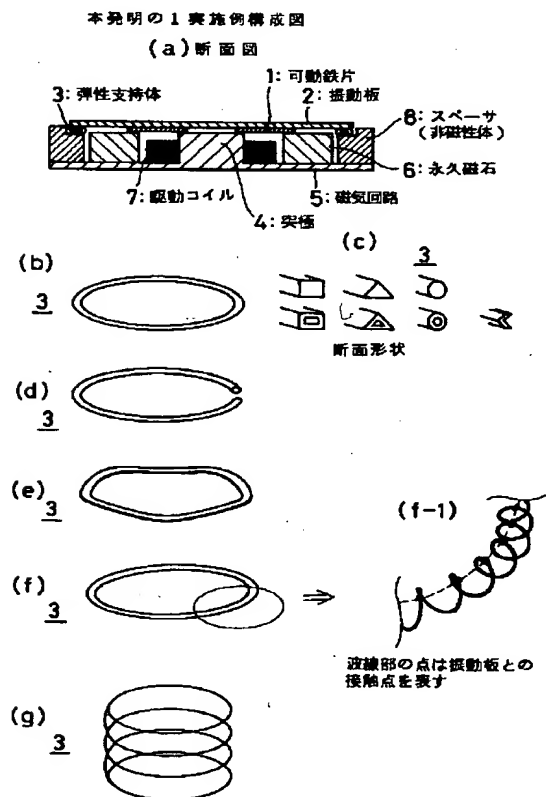 本発明の1実施例構成図
(a)断面図
1:可動鉄片
3:弾性支持体
2:振動板
8:スペーサ
(非磁性体)
6:永久磁石
7:駆動コイル
5:磁気回路
4:突極
(b)
3
(c)
3
断面形状
(d)
3
(e)
3
(f)
3
(f-1)
波線部の点は振動板との
接触点を表す
(g)
3